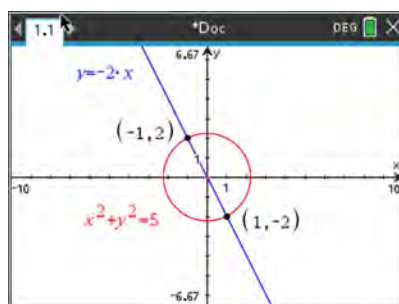 1.1 *Doc DEG
6.67 y
y=-2·x
(-1,2)
1
x
-10 1 10
x²+y²=5 (1,-2)
-6.67